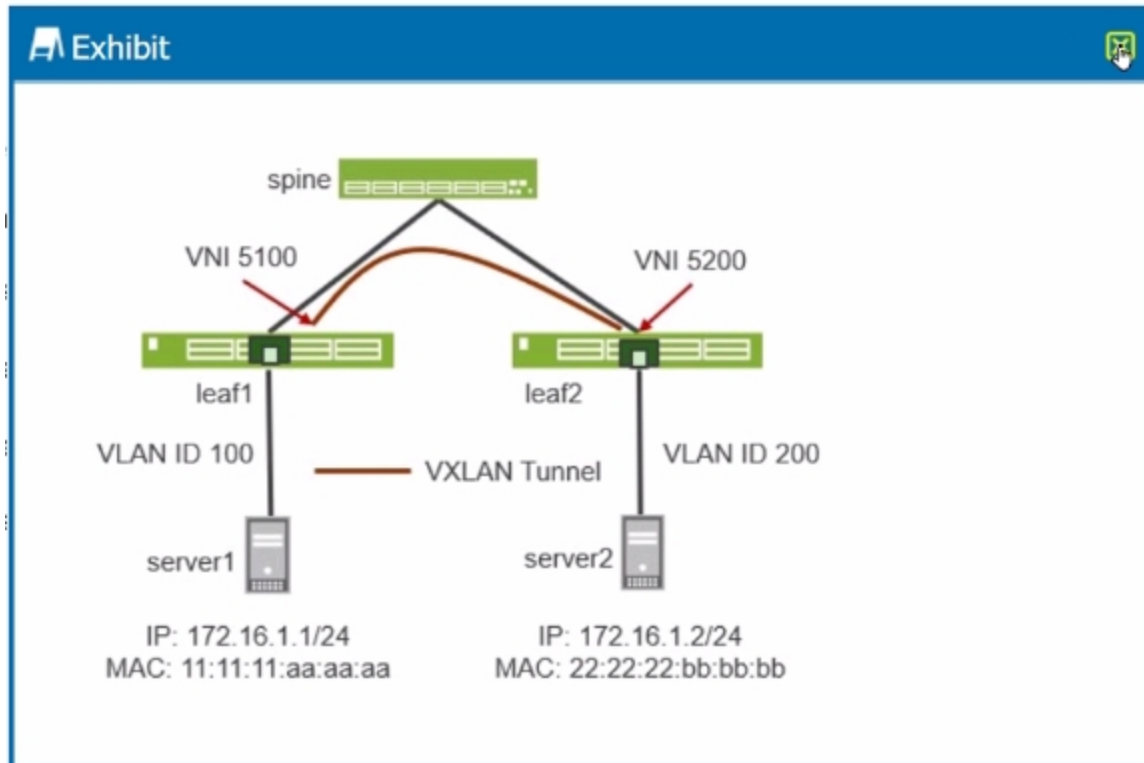 Exhibit
spine
VNI 5100
VNI 5200
leaf1
leaf2
VLAN ID 100
VXLAN Tunnel
VLAN ID 200
server1
server2
IP: 172.16.1.1/24
MAC: 11:11:11:aa:aa:aa
IP: 172.16.1.2/24
MAC: 22:22:22:bb:bb:bb